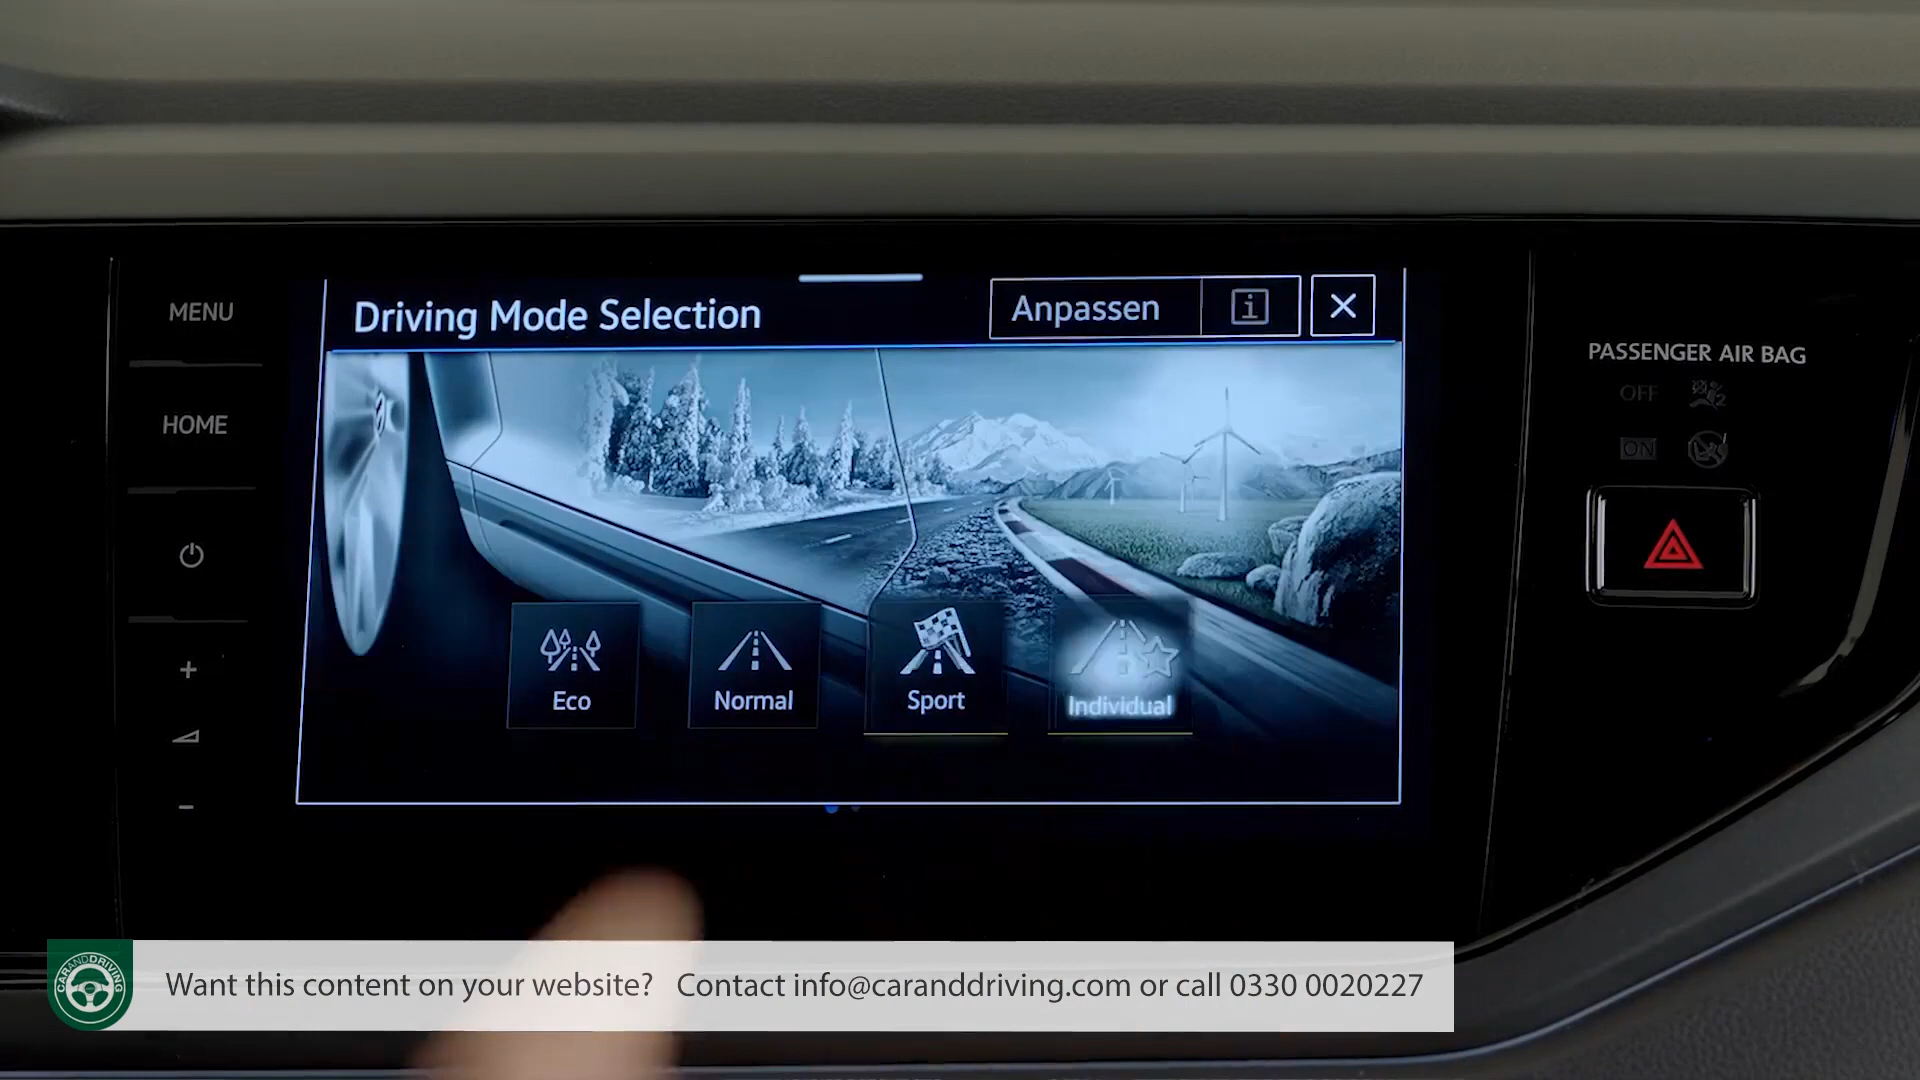 MENU
HOME
Driving Mode Selection
Anpassen
i
Eco
Normal
Sport
Individual
PASSENGER AIR BAG
OFF
ON
CARANDDRIVING
Want this content on your website? Contact info@caranddriving.com or call 0330 0020227